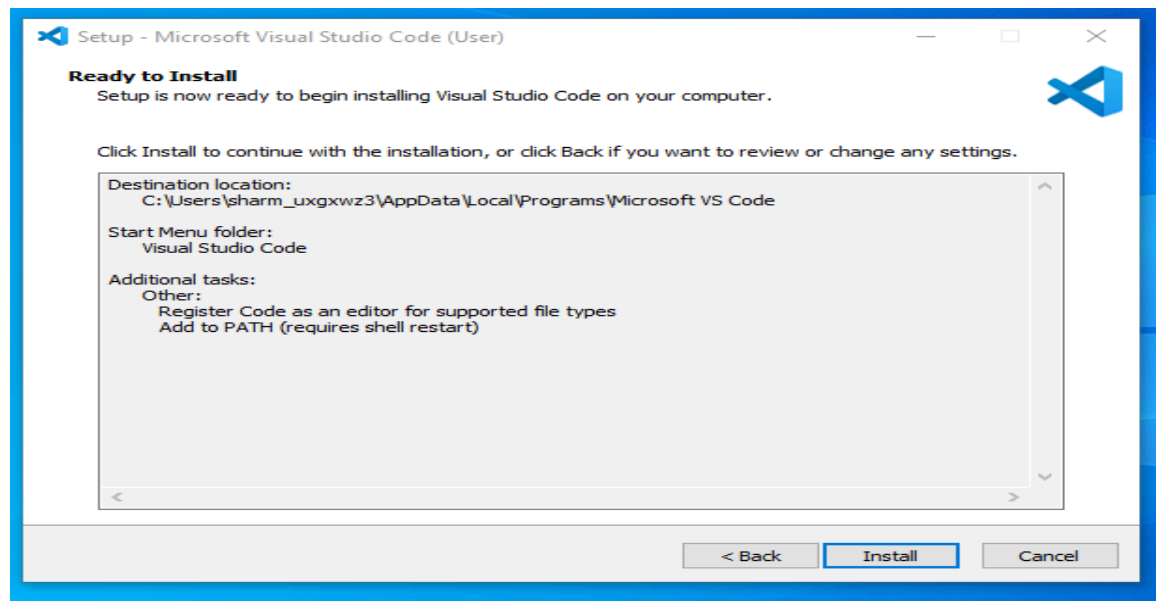 Setup - Microsoft Visual Studio Code (User)
Ready to Install
Setup is now ready to begin installing Visual Studio Code on your computer.
Click Install to continue with the installation, or click Back if you want to review or change any settings.
Destination location:
C:\Users\sharm_uxgxwz3\AppData\Local\Programs\Microsoft VS Code
Start Menu folder:
Visual Studio Code
Additional tasks:
Other:
Register Code as an editor for supported file types
Add to PATH (requires shell restart)
< Back
Install
Cancel